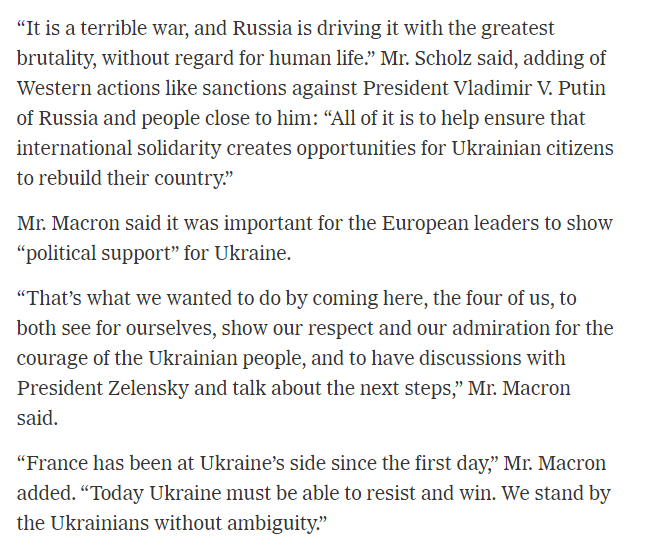 “It is a terrible war, and Russia is driving it with the greatest
brutality, without regard for human life.” Mr. Scholz said, adding of
Western actions like sanctions against President Vladimir V. Putin
of Russia and people close to him: “All of it is to help ensure that
international solidarity creates opportunities for Ukrainian citizens
to rebuild their country.”
Mr. Macron said it was important for the European leaders to show
“political support” for Ukraine.
“That’s what we wanted to do by coming here, the four of us, to
both see for ourselves, show our respect and our admiration for the
courage of the Ukrainian people, and to have discussions with
President Zelensky and talk about the next steps,” Mr. Macron
said.
“France has been at Ukraine’s side since the first day,” Mr. Macron
added. “Today Ukraine must be able to resist and win. We stand by
the Ukrainians without ambiguity.”